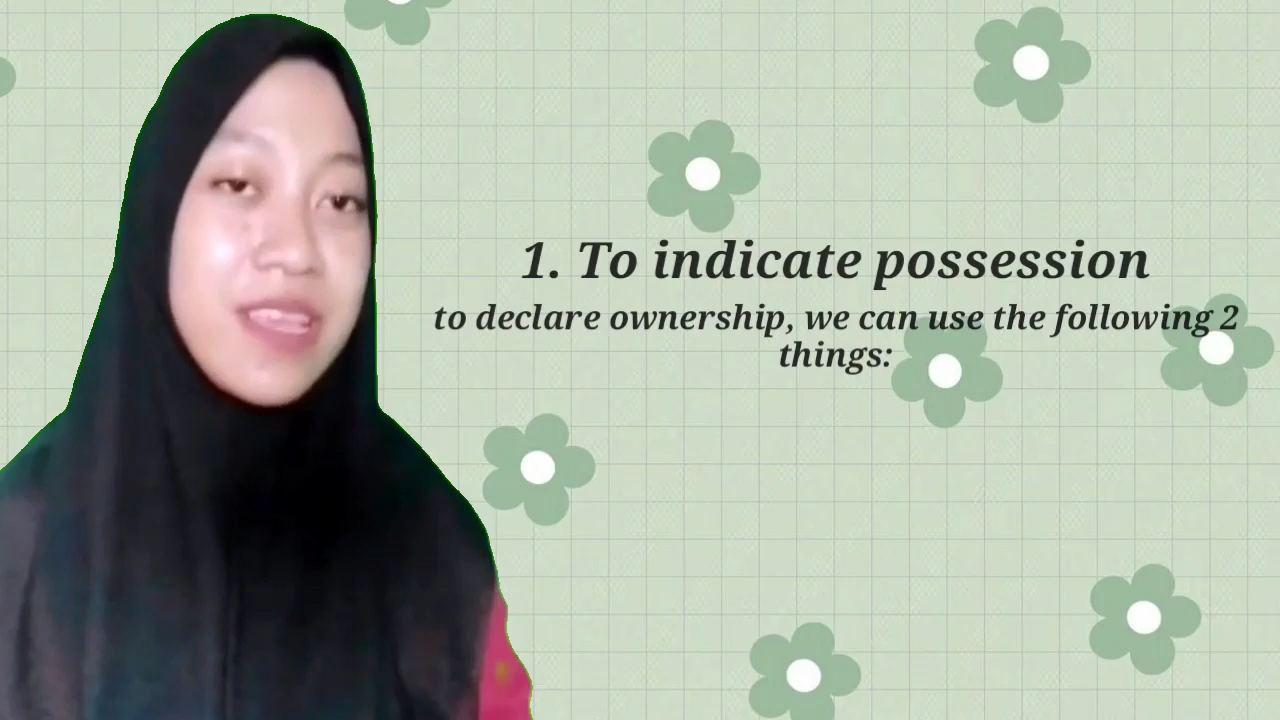 1. To indicate possession
to declare ownership, we can use the following 2
things: